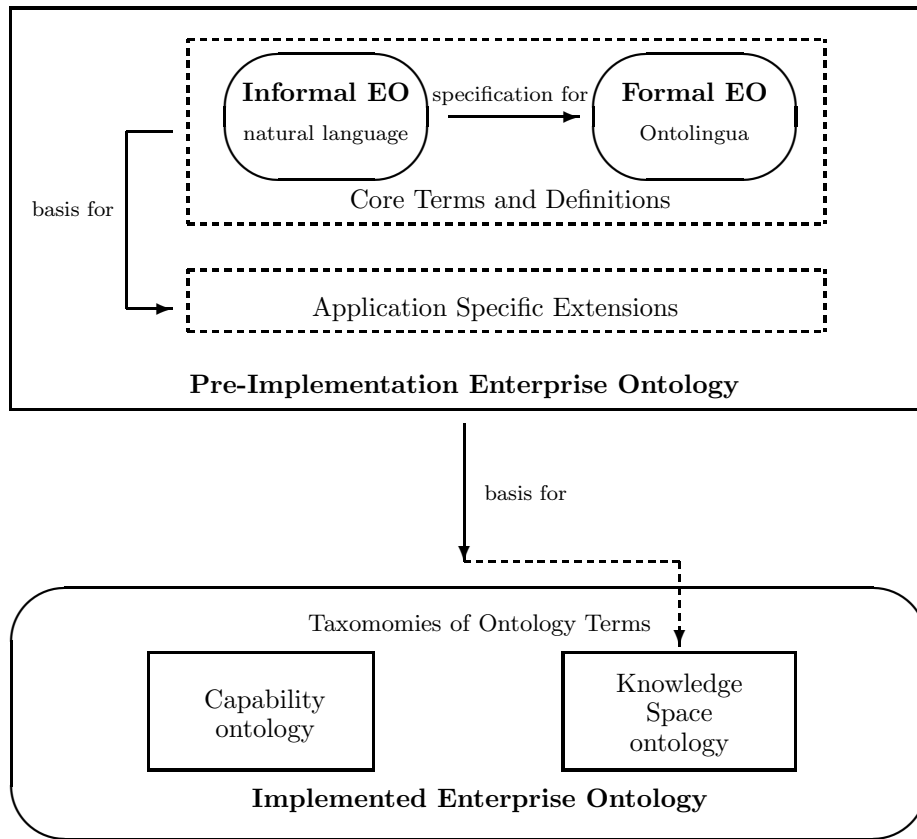 Informal EO
natural language
specification for
Formal EO
Ontolingua
Core Terms and Definitions
basis for
Application Specific Extensions
Pre-Implementation Enterprise Ontology
basis for
Taxomomies of Ontology Terms
Capability
ontology
Knowledge
Space
ontology
Implemented Enterprise Ontology